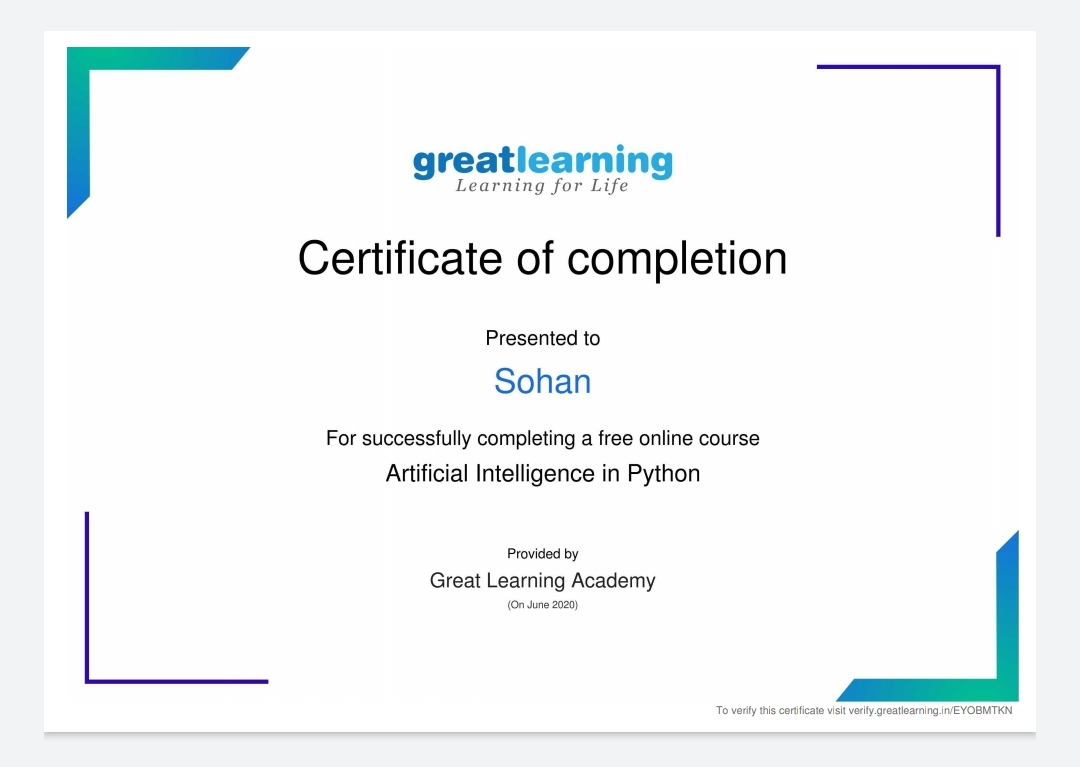 greatlearning
Learning for Life
Certificate of completion
Presented to
Sohan
For successfully completing a free online course
Artificial Intelligence in Python
Provided by
Great Learning Academy
(On June 2020)
To verify this certificate visit verify.greatlearning.in/EYOBMTKN